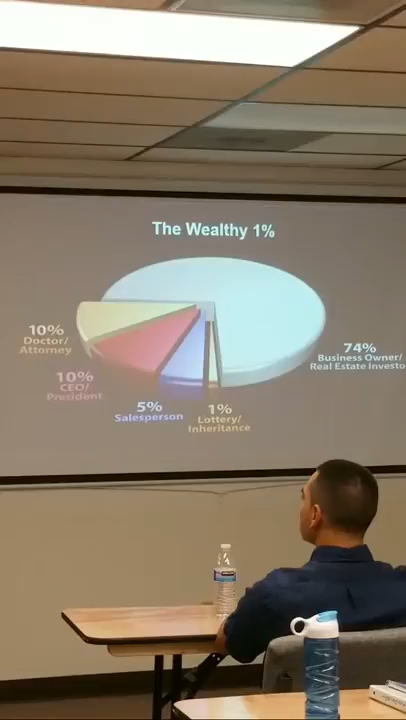 The Wealthy 1%
10%
Doctor/
Attorney
10%
CEO/
President
5%
Salesperson
1%
Lottery/
Inheritance
74%
Business Owner/
Real Estate Investo